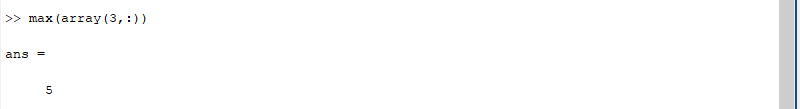 >> max(array(3,:))
ans =
5